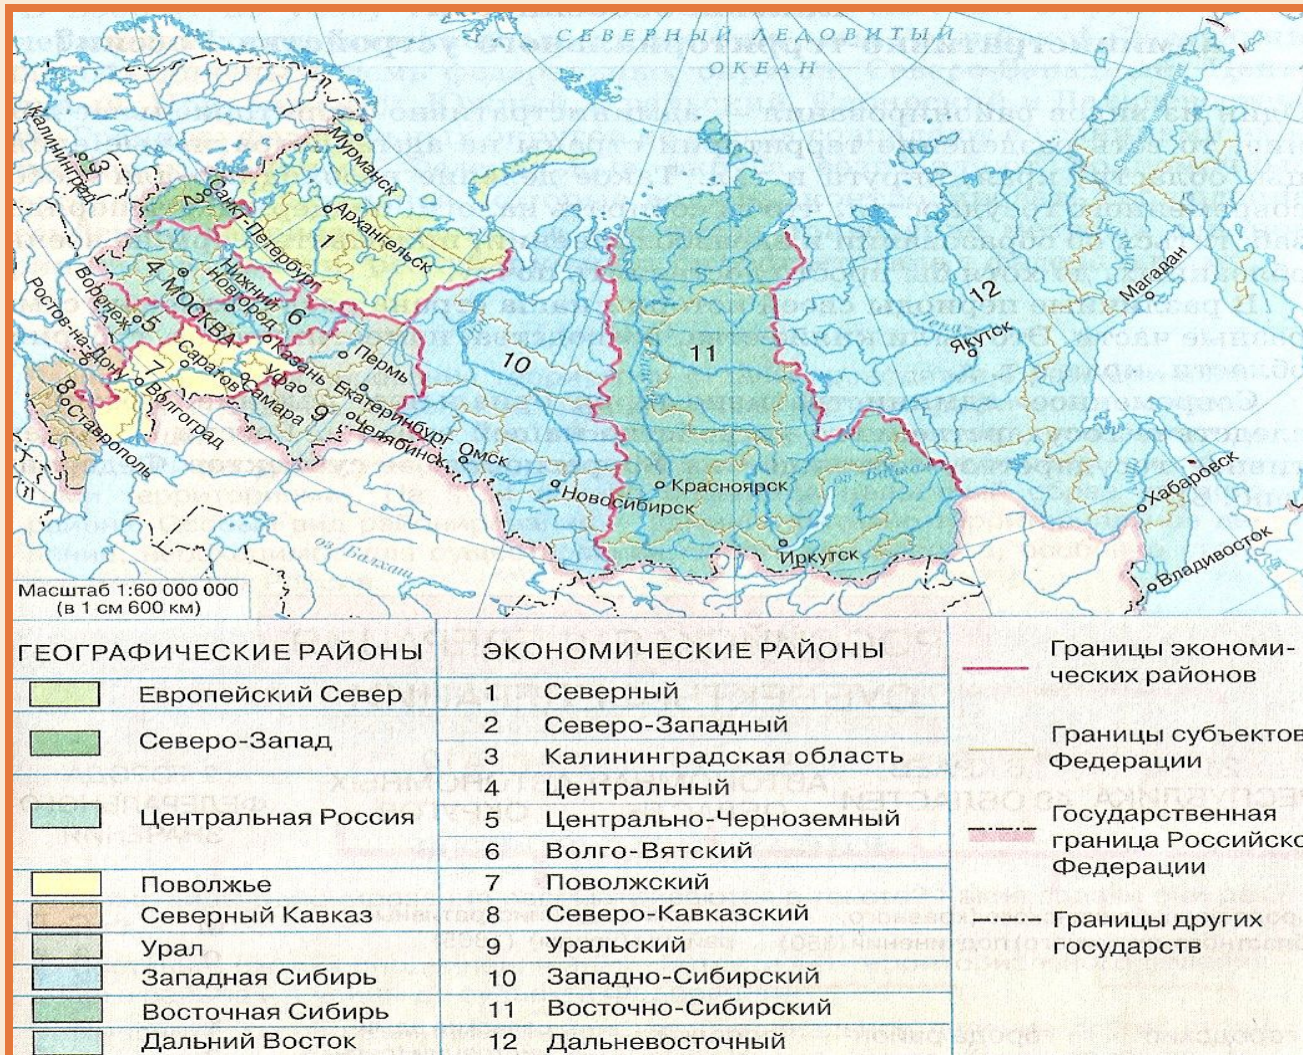 СЕВЕРНЫЙ ЛЕДОВИТЫЙ
ОКЕАН
Калининград
3
Мурманск
2
Санкт-Петербург
Архангельск
1
4
МОСКВА
Нижний
Новгород
6
Воронеж
5
Ростов-на-Дону
Казань
Пермь
7
Саратов
Уфа
Самара
Екатеринбург
8
Волгоград
9
Челябинск
Ставрополь
Омск
10
Новосибирск
11
Красноярск
Иркутск
12
Якутск
Магадан
Хабаровск
Владивосток
Масштаб 1:60 000 000
(в 1 см 600 км)
ГЕОГРАФИЧЕСКИЕ РАЙОНЫ
Европейский Север
Северо-Запад
Центральная Россия
Поволжье
Северный Кавказ
Урал
Западная Сибирь
Восточная Сибирь
Дальний Восток
ЭКОНОМИЧЕСКИЕ РАЙОНЫ
1 Северный
2 Северо-Западный
3 Калининградская область
4 Центральный
5 Центрально-Черноземный
6 Волго-Вятский
7 Поволжский
8 Северо-Кавказский
9 Уральский
10 Западно-Сибирский
11 Восточно-Сибирский
12 Дальневосточный
Границы экономи-
ческих районов
Границы субъектов
Федерации
Государственная
граница Российско
Федерации
Границы других
государств